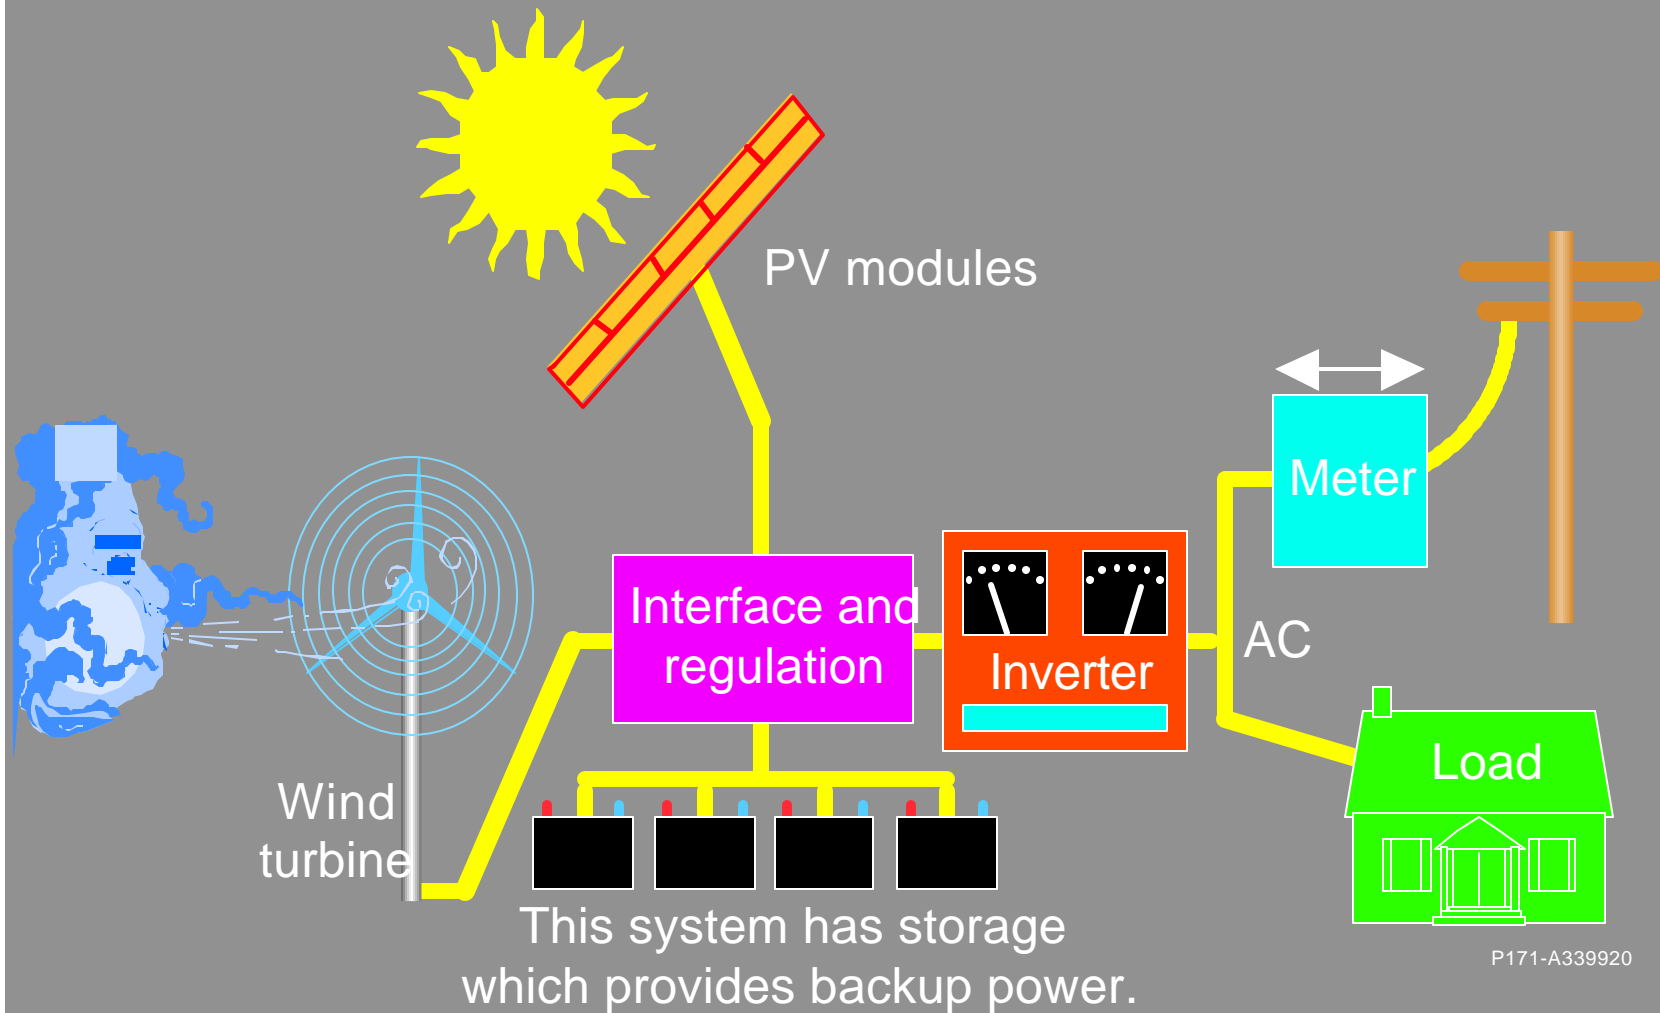 PV modules
Meter
Interface and
regulation
Inverter
AC
Load
Wind
turbine
This system has storage
which provides backup power.
P171-A339920